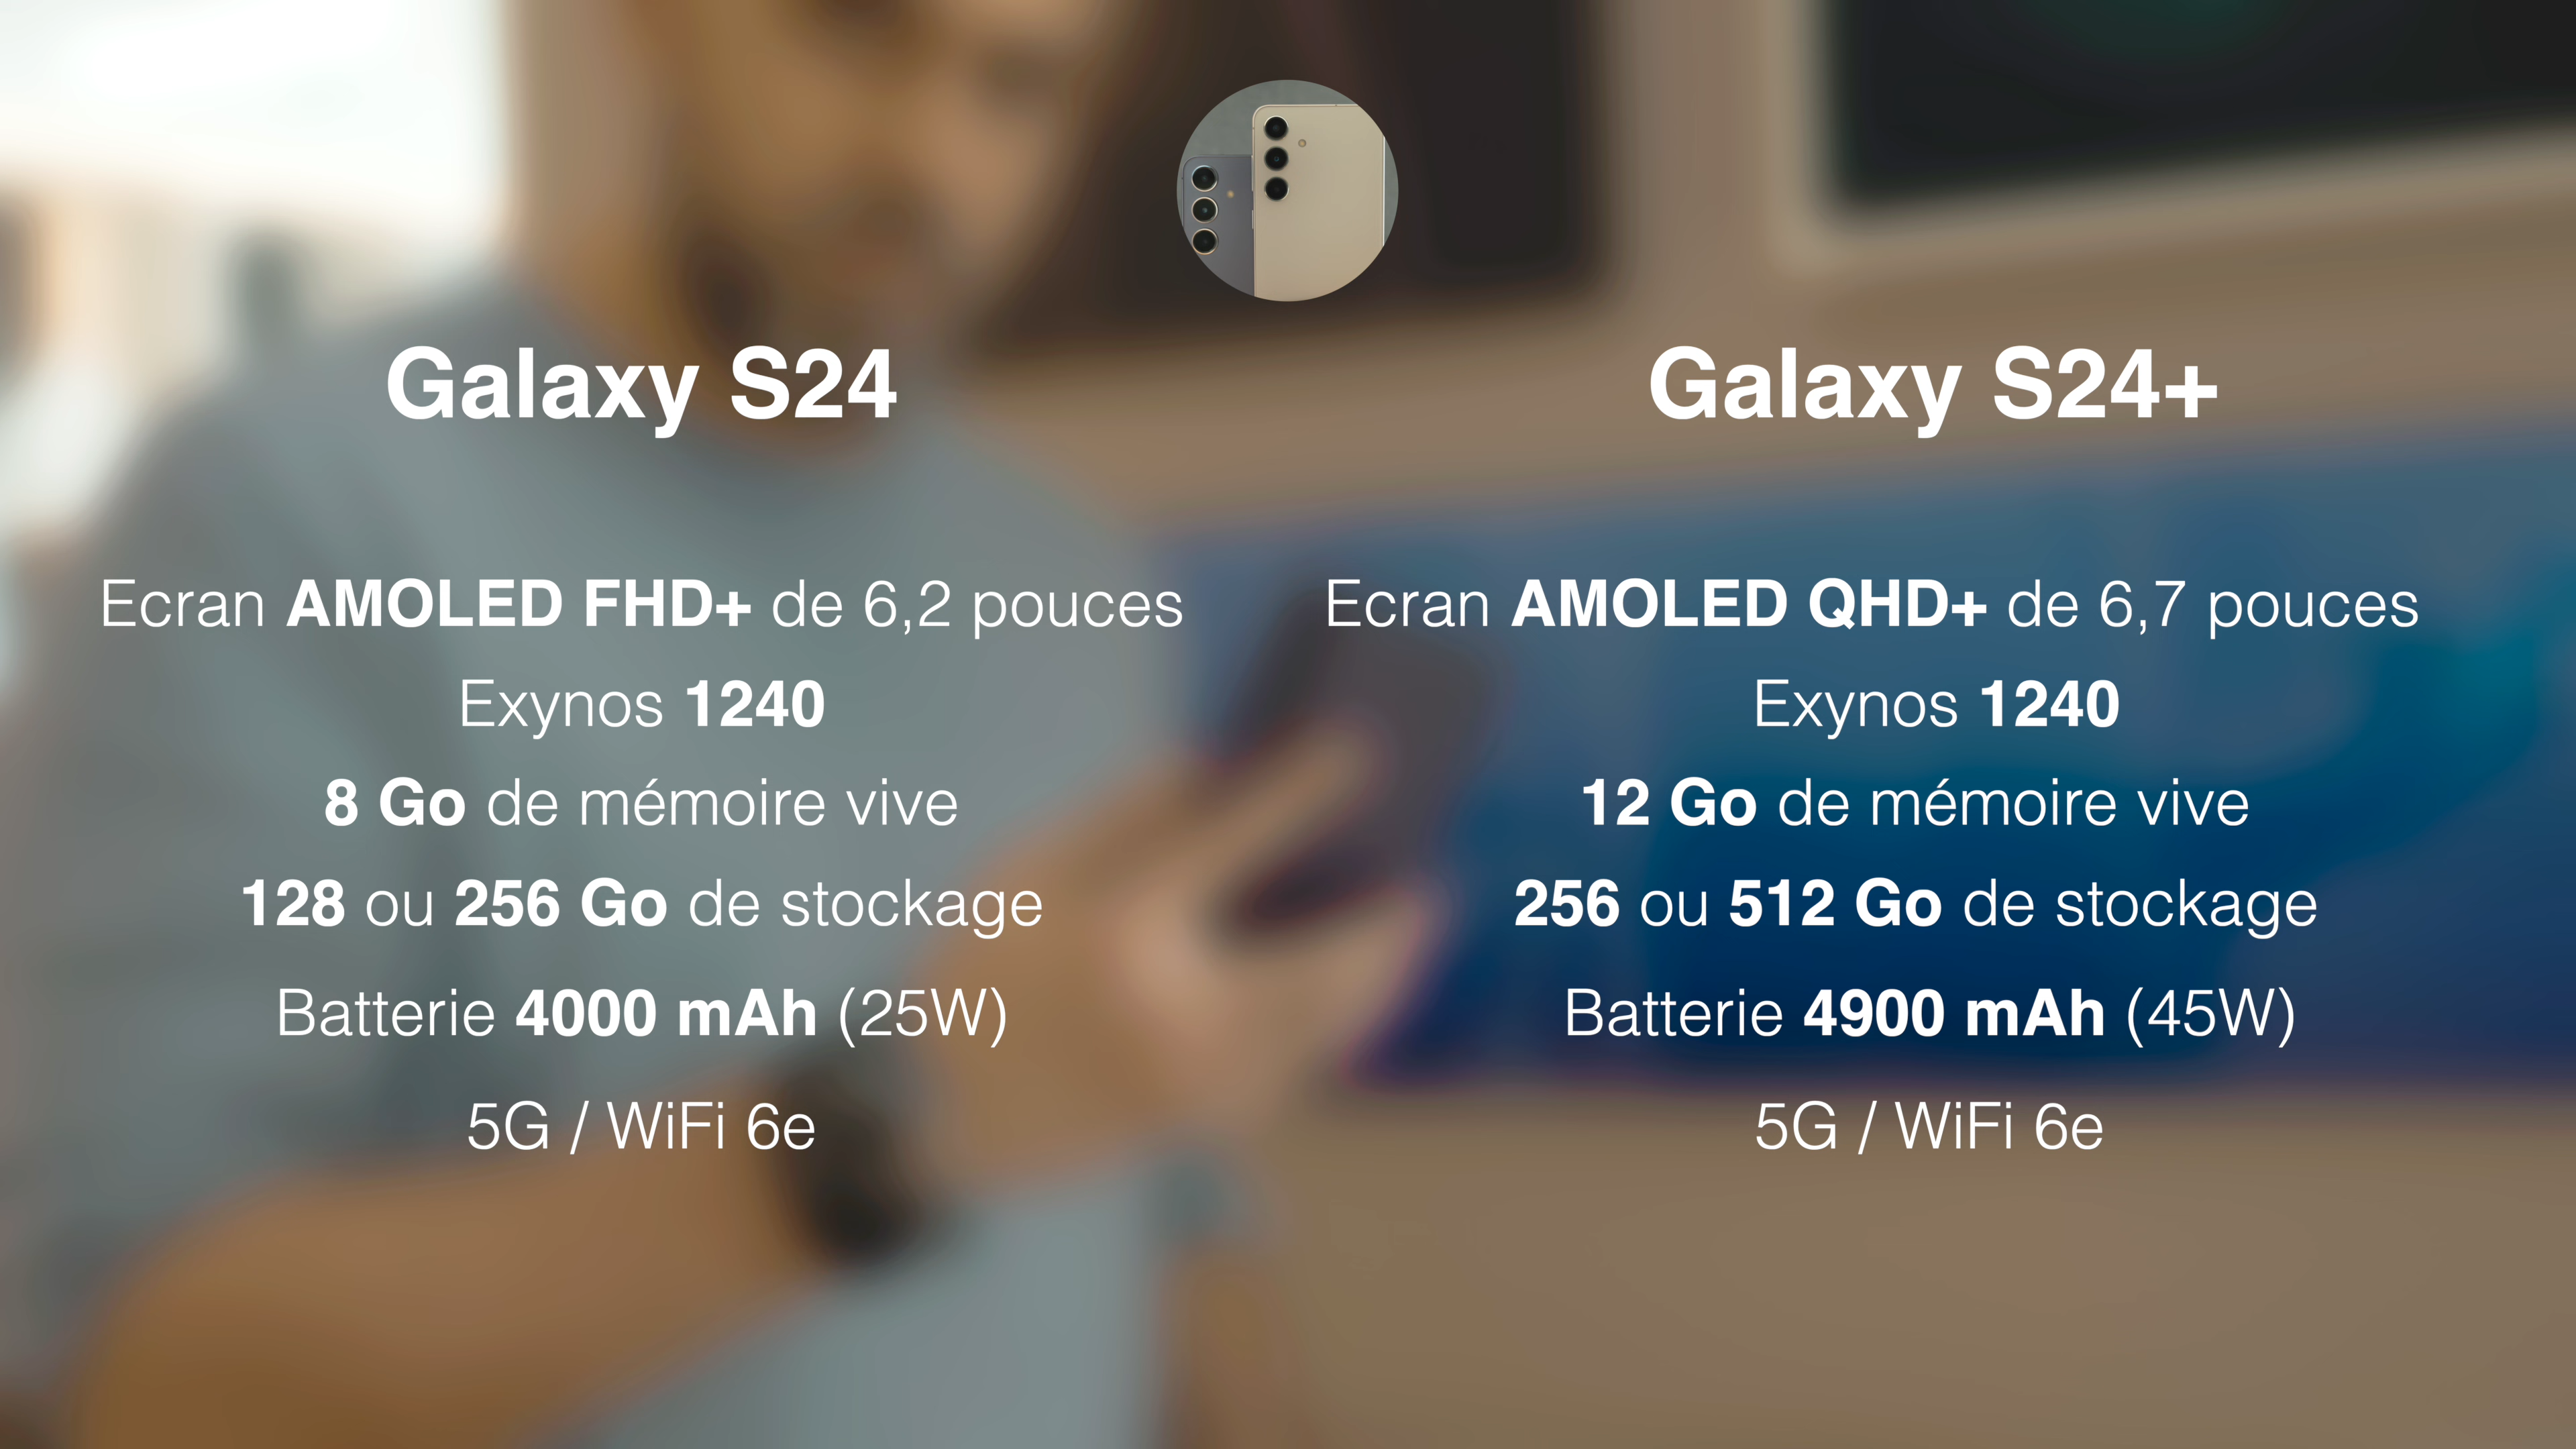 Galaxy S24
Ecran AMOLED FHD+ de 6,2 pouces
Exynos 1240
8 Go de mémoire vive
128 ou 256 Go de stockage
Batterie 4000 mAh (25W)
5G / WiFi 6e
Galaxy S24+
Ecran AMOLED QHD+ de 6,7 pouces
Exynos 1240
12 Go de mémoire vive
256 ou 512 Go de stockage
Batterie 4900 mAh (45W)
5G / WiFi 6e